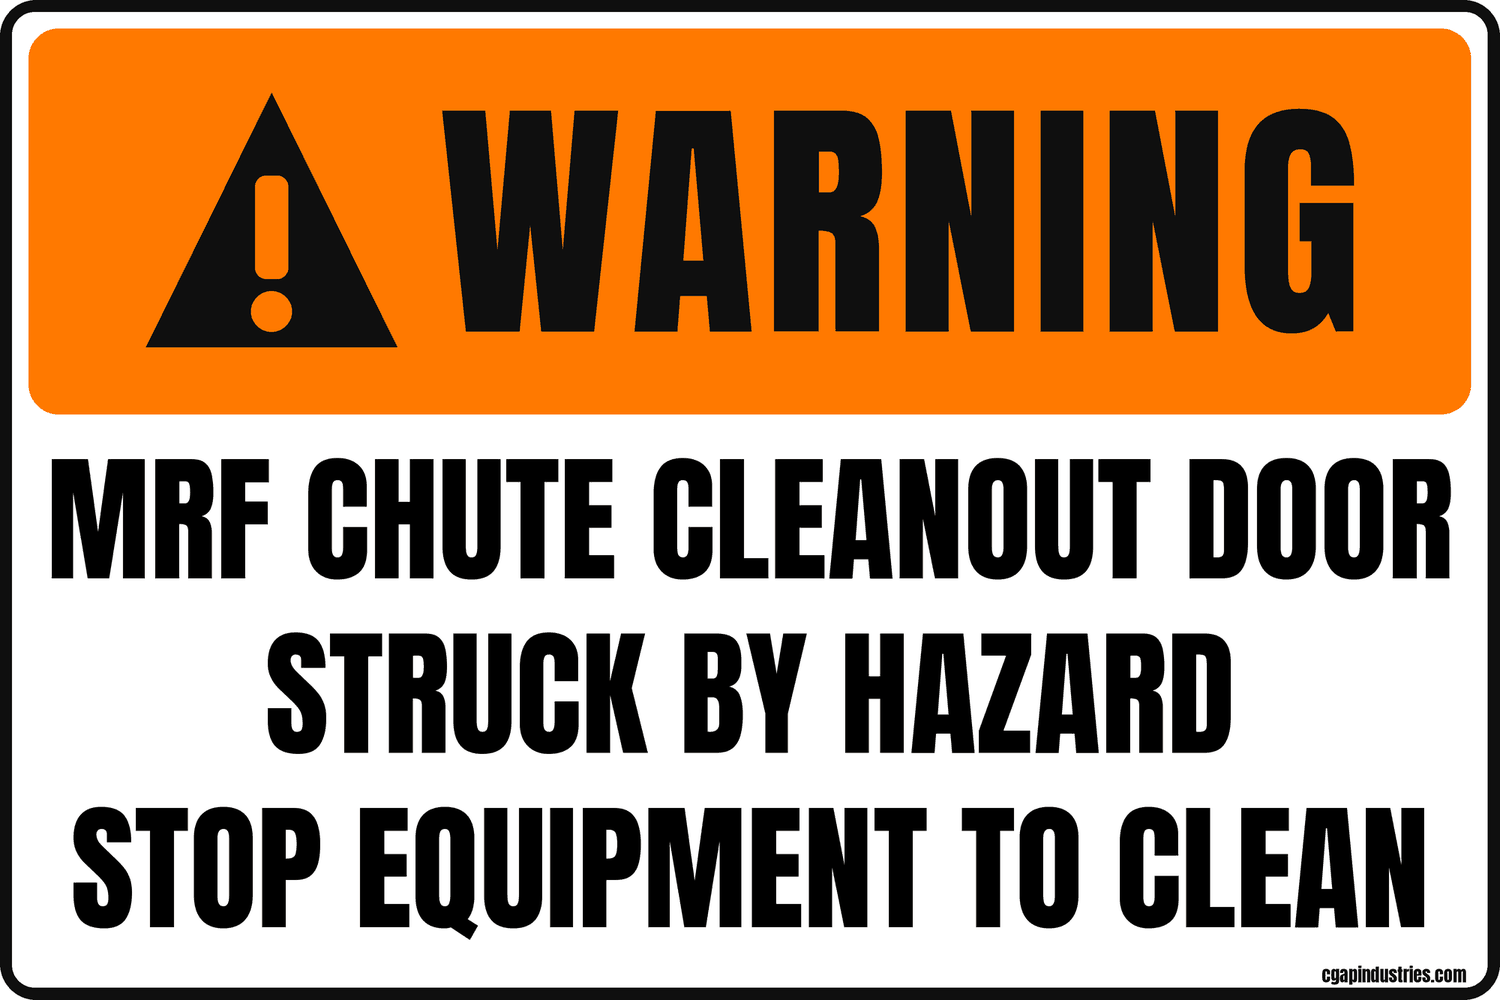 WARNING
MRF CHUTE CLEANOUT DOOR
STRUCK BY HAZARD
STOP EQUIPMENT TO CLEAN
cgapindustries.com